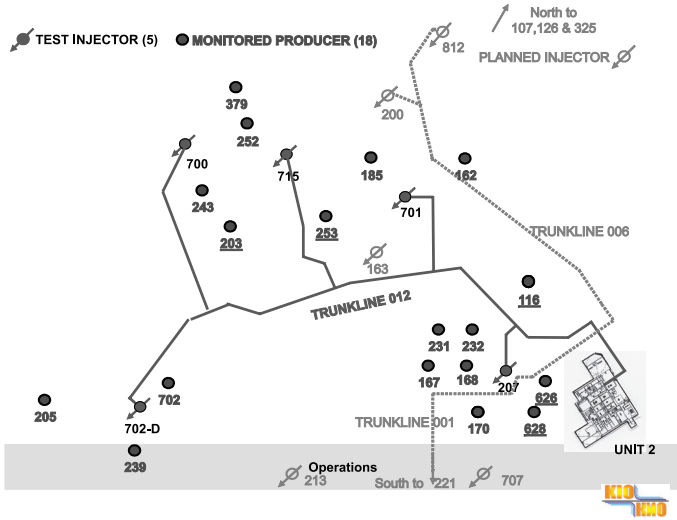 North to
107,126 & 325
TEST INJECTOR (5)
MONITORED PRODUCER (18)
812
PLANNED INJECTOR
379
200
252
700
715
185
162
243
701
203
253
TRUNKLINE 006
163
116
TRUNKLINE 012
231
232
167
168
207
702
626
205
702-D
TRUNKLINE 001
170
628
UNIT 2
239
Operations
213
South to 221
707
KIO
KNO